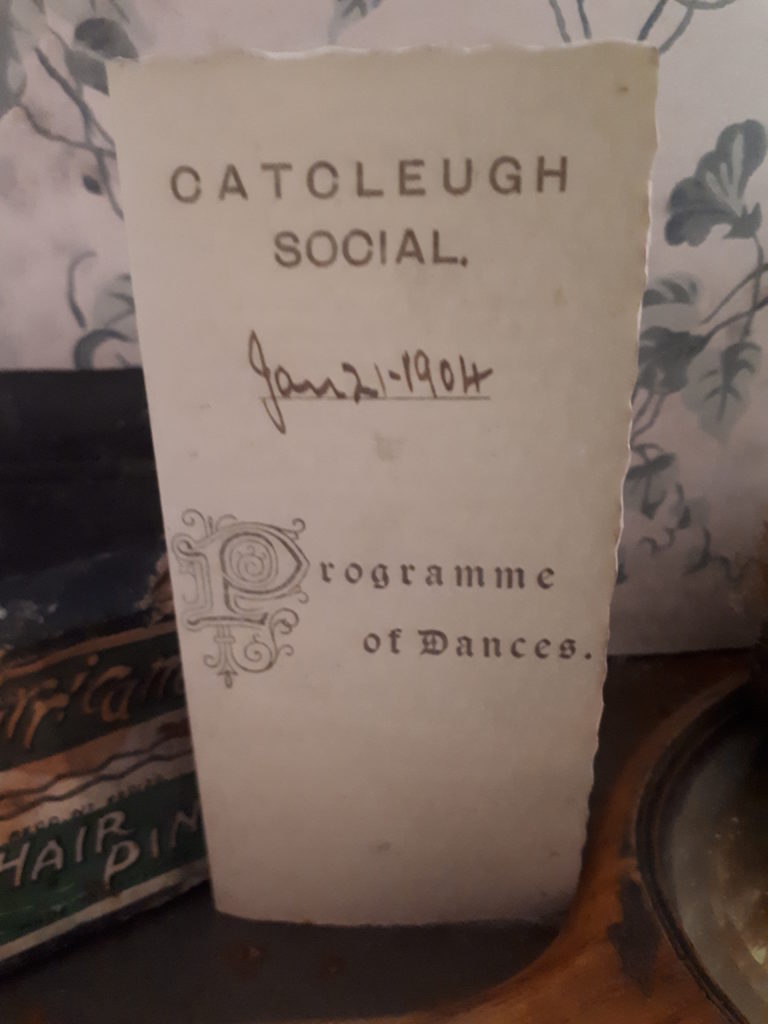 CATCLEUGH
SOCIAL.
Jan 21-1904
Programme
of Dances.
HAIR
PIN